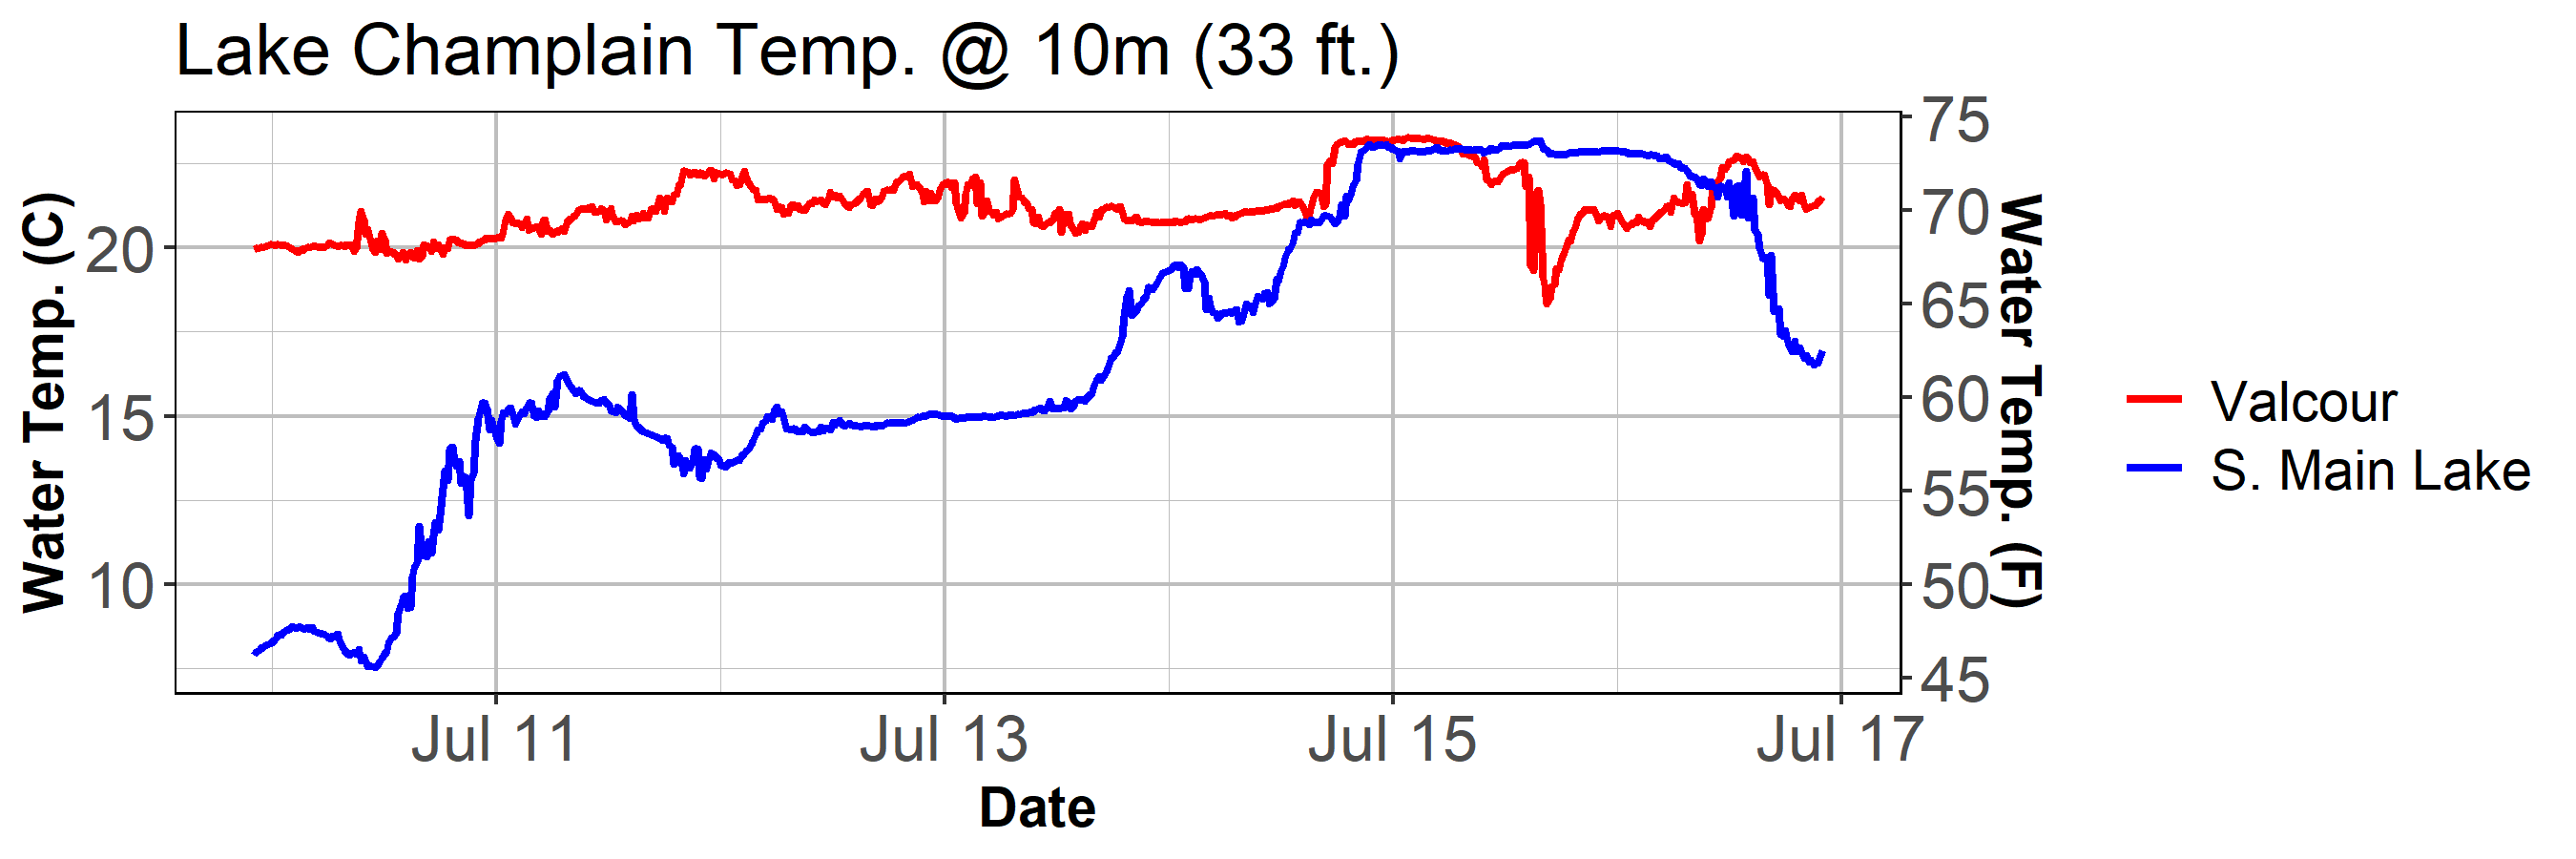 Lake Champlain Temp. @ 10m (33 ft.)
Water Temp. (C)
20
15
10
75
70
65
60
55
50
45
Water Temp. (F)
Jul 11
Jul 13
Jul 15
Jul 17
Date
Valcour
S. Main Lake